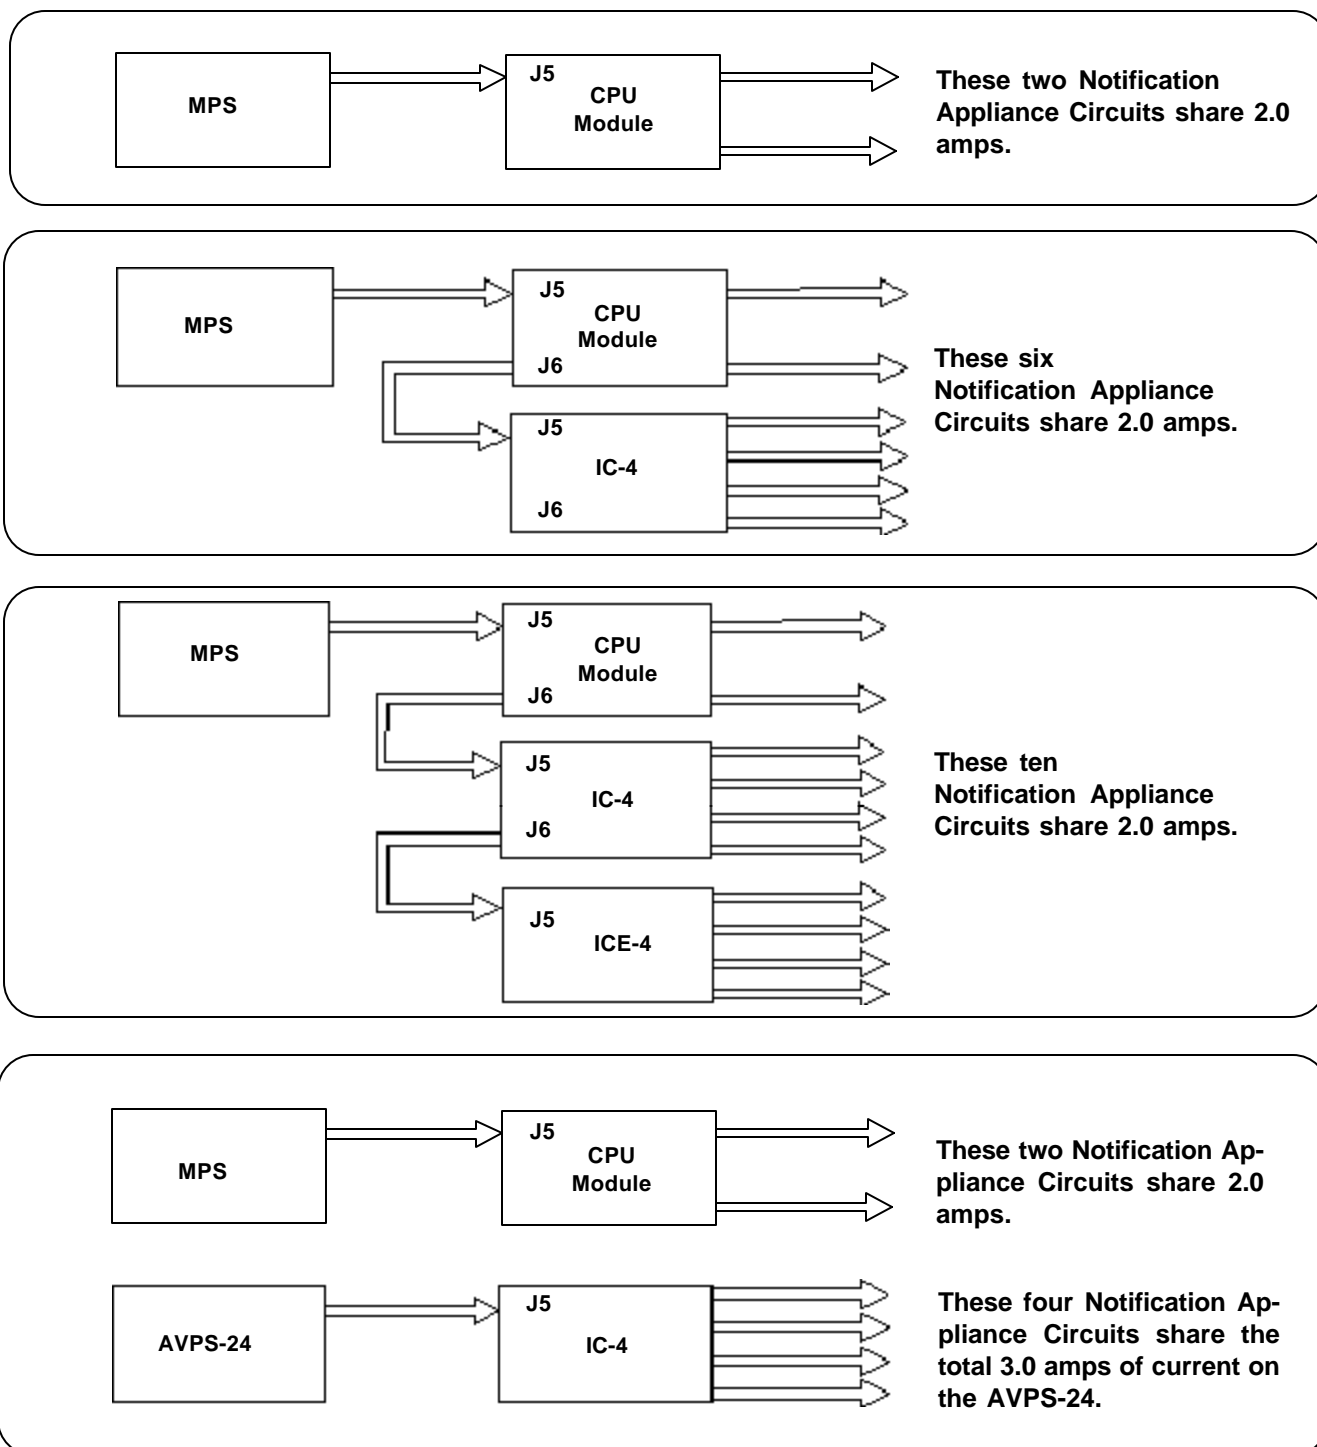 MPS
J5
CPU
Module
These two Notification
Appliance Circuits share 2.0
amps.
MPS
J5
CPU
Module
J6
J5
IC-4
J6
These six
Notification Appliance
Circuits share 2.0 amps.
MPS
J5
CPU
Module
J6
J5
IC-4
J6
J5
ICE-4
These ten
Notification Appliance
Circuits share 2.0 amps.
MPS
J5
CPU
Module
These two Notification Ap-
pliance Circuits share 2.0
amps.
AVPS-24
J5
IC-4
These four Notification Ap-
pliance Circuits share the
total 3.0 amps of current on
the AVPS-24.